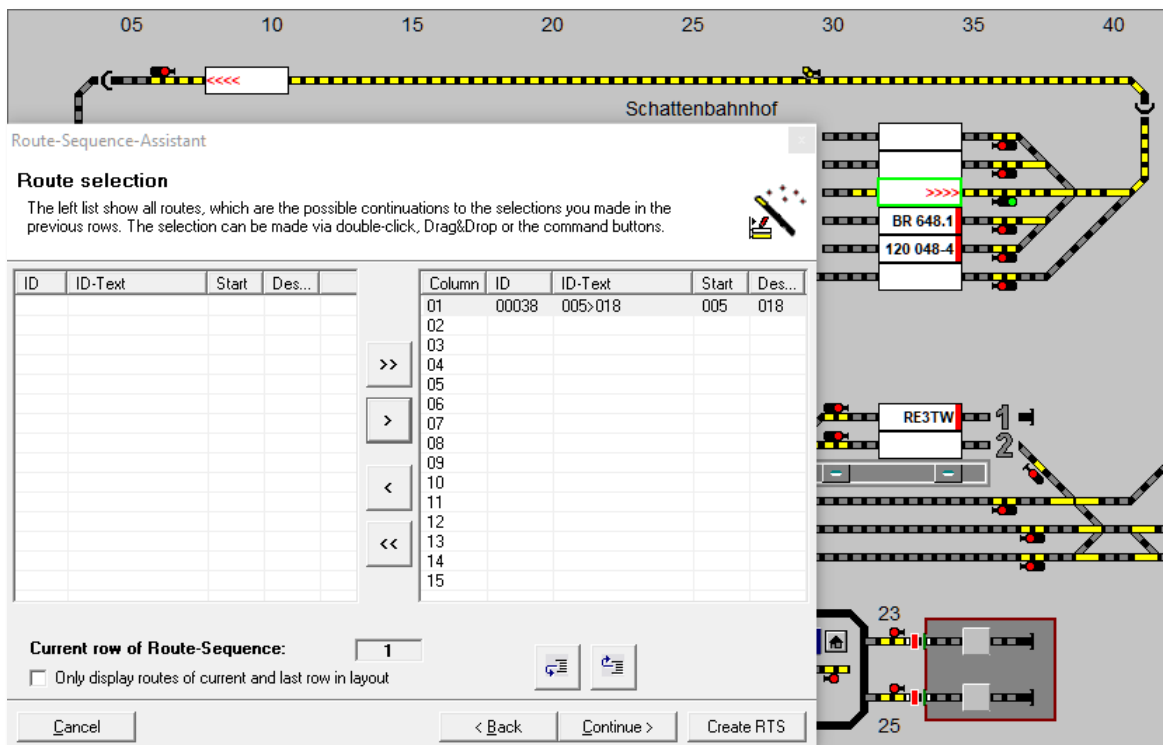 05 10 15 20 25 30 35 40
<<<<
Schattenbahnhof
Route-Sequence-Assistant
x
Route selection
The left list show all routes, which are the possible continuations to the selections you made in the
previous rows. The selection can be made via double-click, Drag&Drop or the command buttons.
>>>>
BR 648.1
120 048-4
ID ID-Text Start Des...
Column ID ID-Text Start Des...
01 00038 005>018 005 018
02
03
04
05
06
07
08
09
10
11
12
13
14
15
>>
>
<
<<
RE3TW 1
2
Current row of Route-Sequence: 1
Only display routes of current and last row in layout
Cancel < Back Continue > Create RTS
23
25